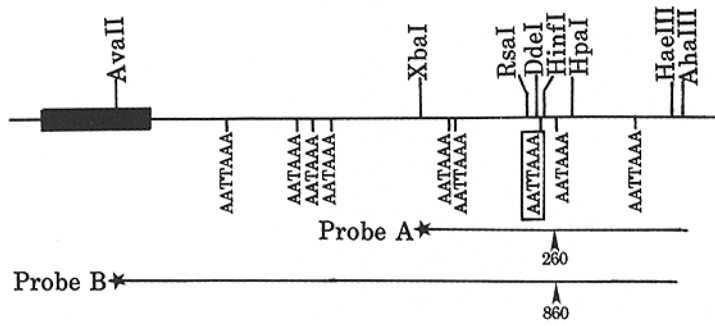 AvaII
XbaI
RsaI
DdeI
HinfI
HpaI
HaeIII
AhaIII
AATTAAA
AATAAA
AATAAA
AATAAA
AATAAA
AATTAAA
AATTAAA
AATAAA
AATTAAA
Probe A
260
Probe B
860